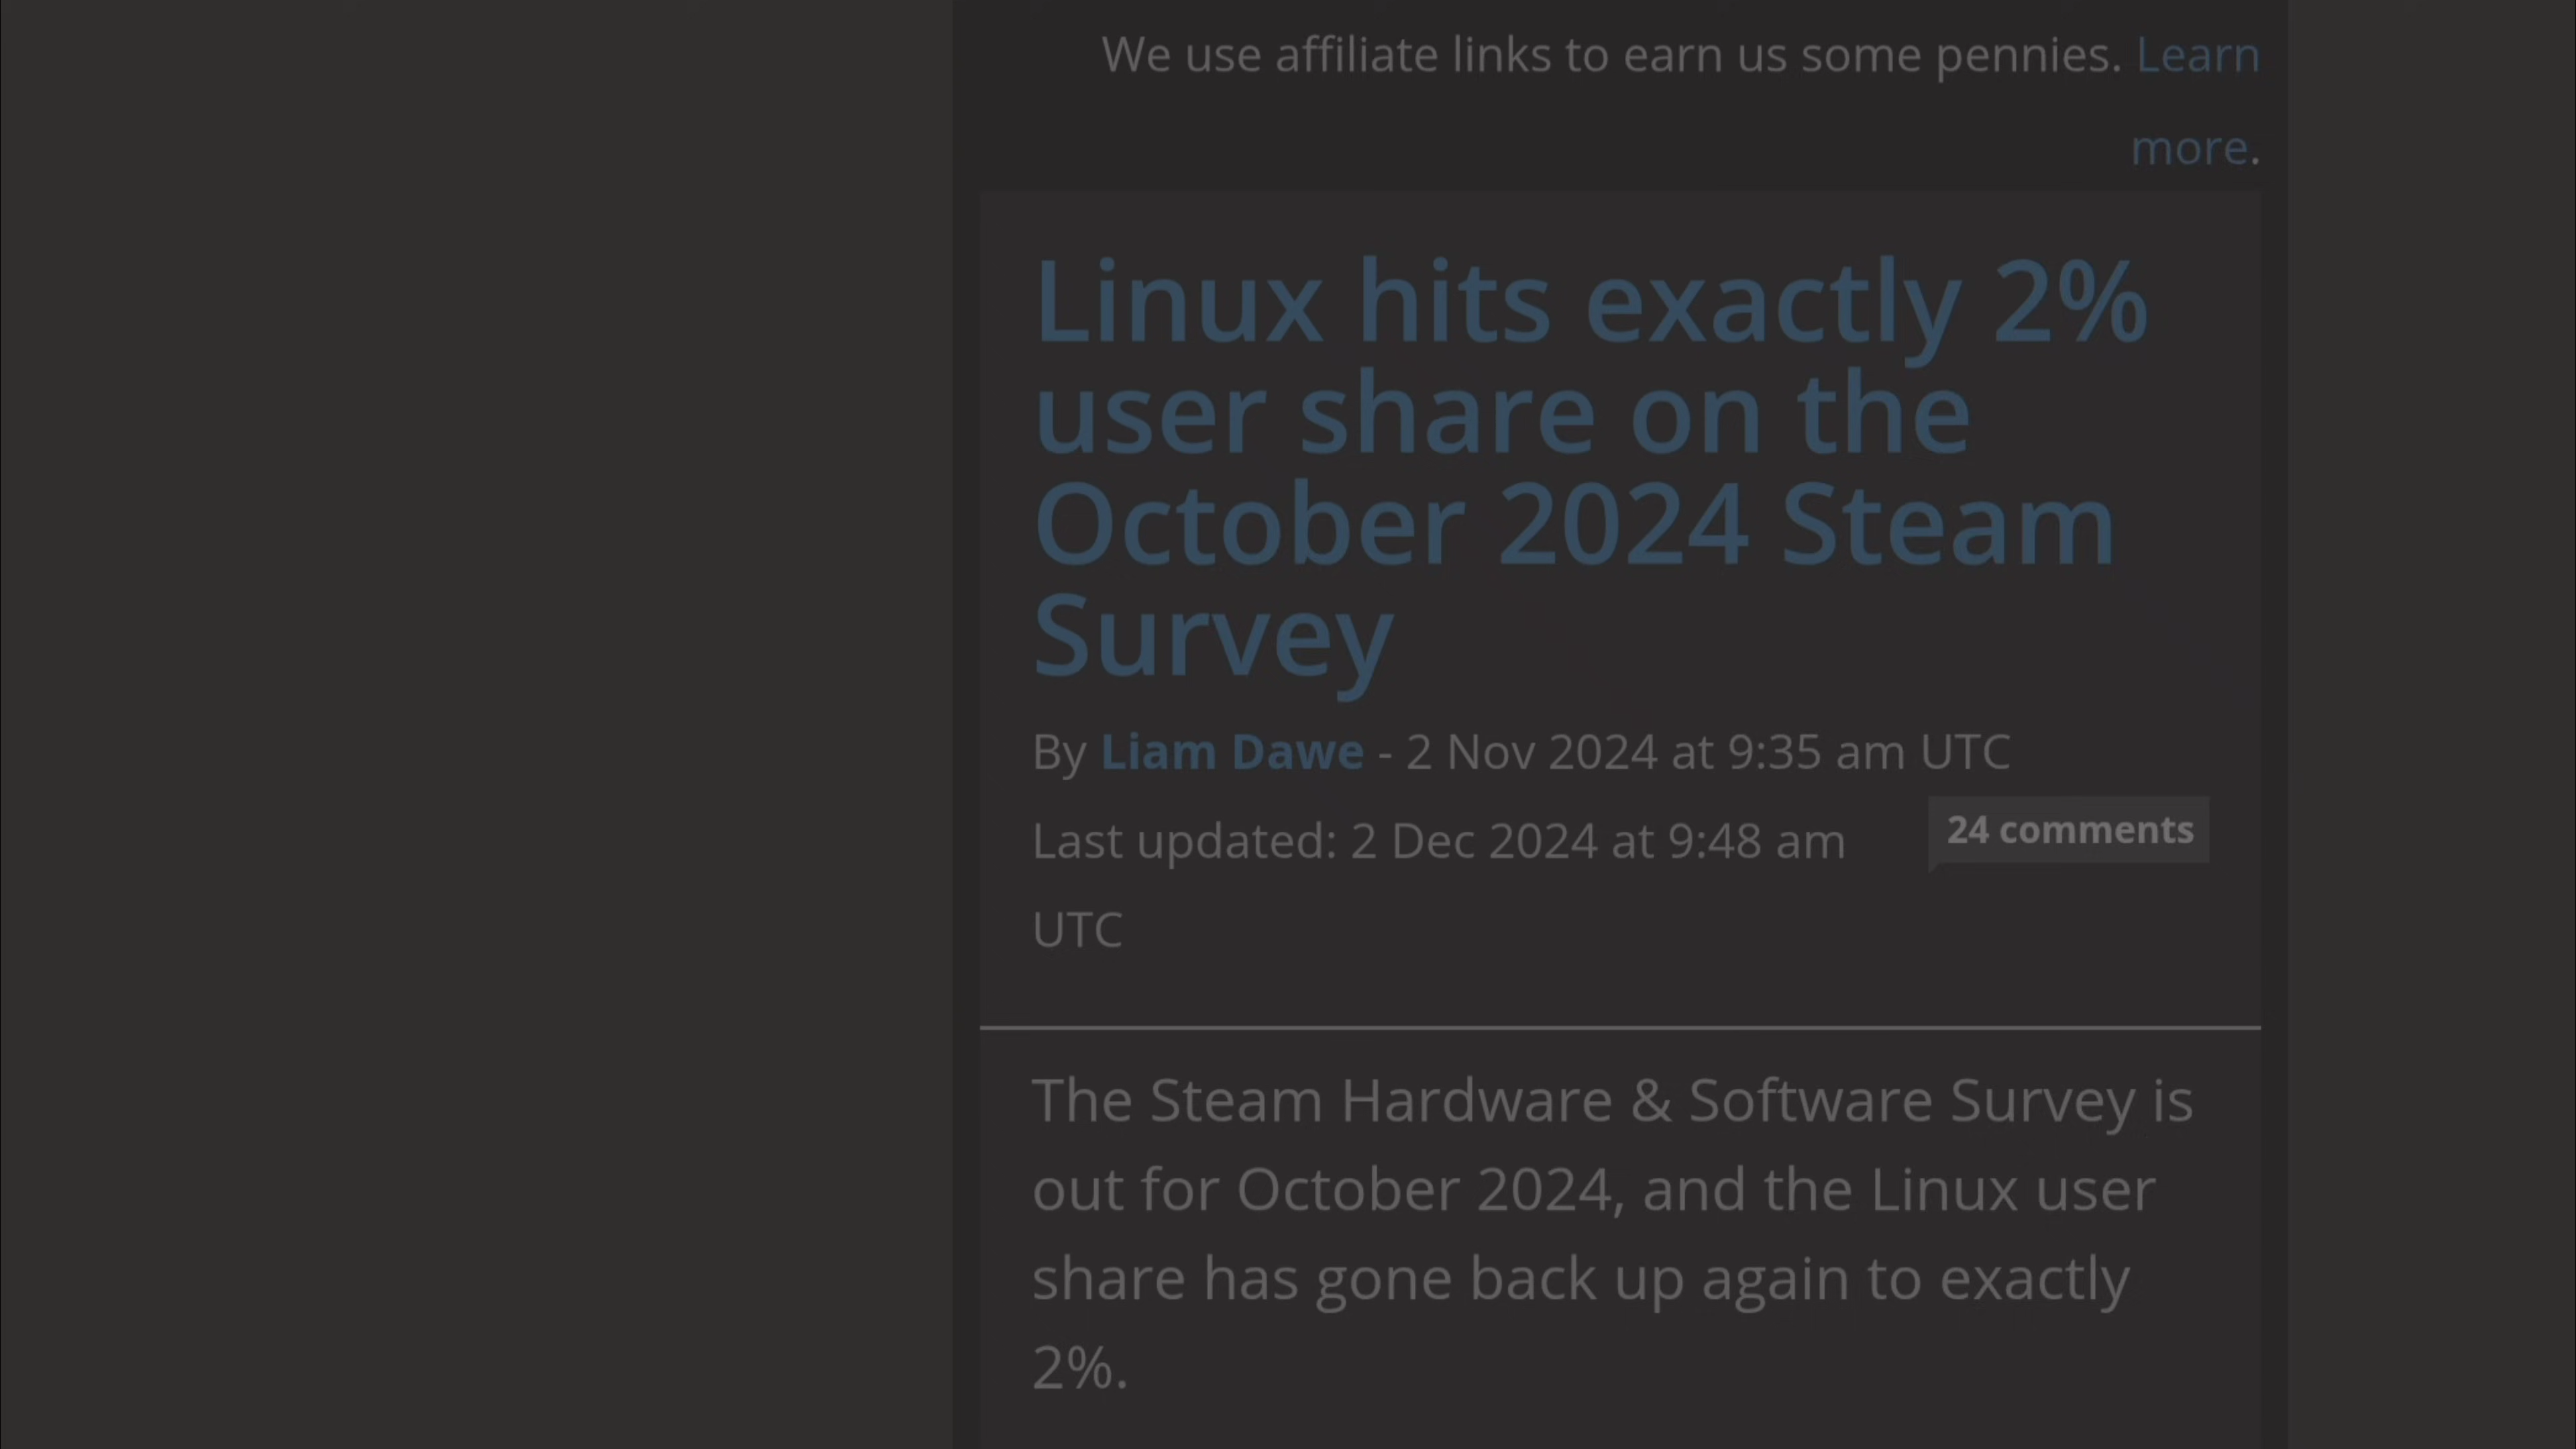 We use affiliate links to earn us some pennies. Learn
more.
Linux hits exactly 2%
user share on the
October 2024 Steam
Survey
By Liam Dawe - 2 Nov 2024 at 9:35 am UTC
Last updated: 2 Dec 2024 at 9:48 am
UTC
24 comments
The Steam Hardware & Software Survey is
out for October 2024, and the Linux user
share has gone back up again to exactly
2%.